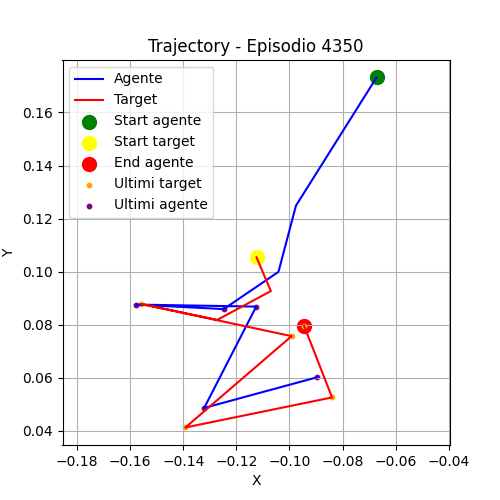 Trajectory - Episodio 4350
Agente
Target
Start agente
Start target
End agente
Ultimi target
Ultimi agente
0.16
0.14
0.12
0.10
0.08
0.06
0.04
Y
−0.18 −0.16 −0.14 −0.12 −0.10 −0.08 −0.06 −0.04
X